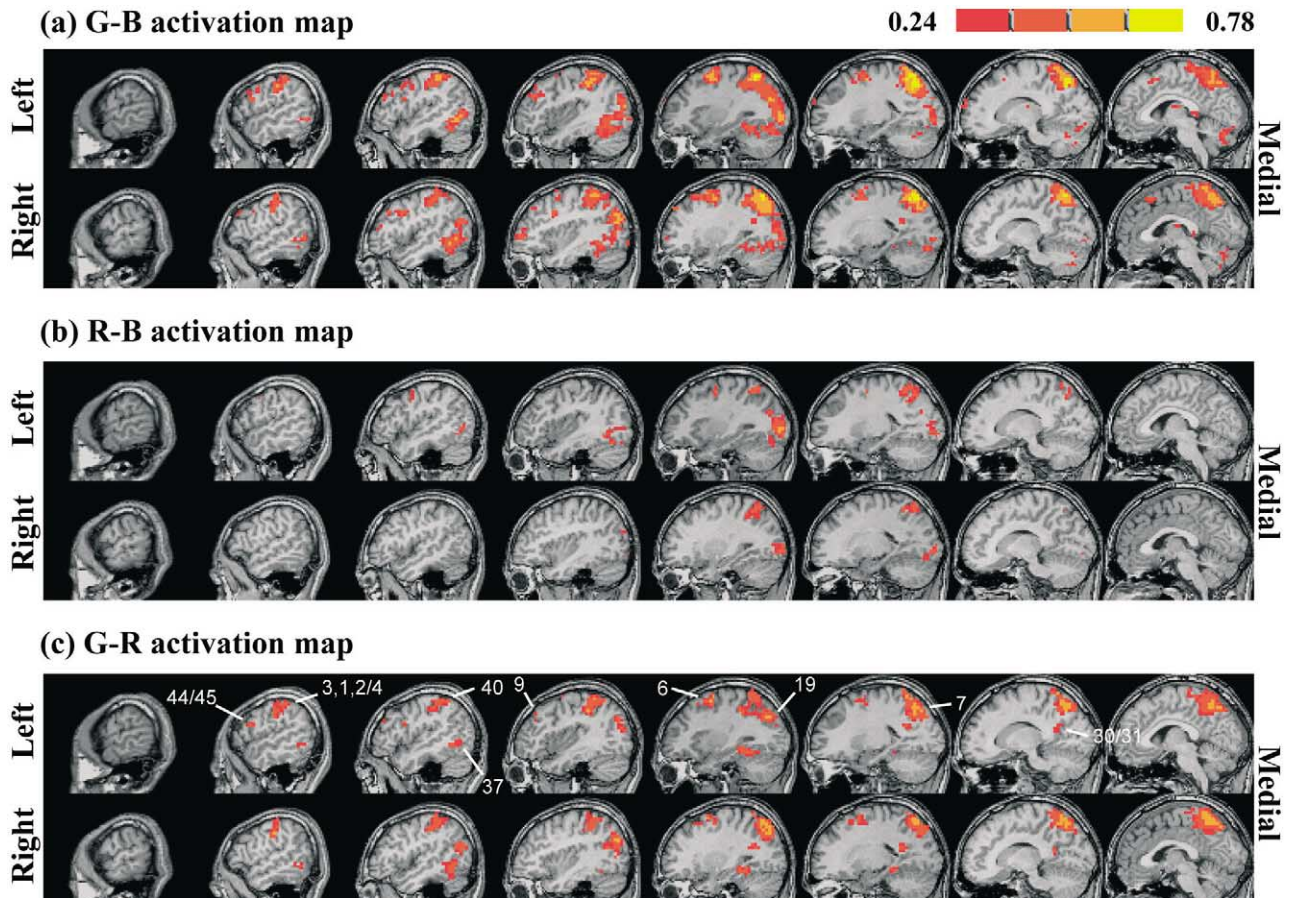 (a) G-B activation map
0.24 0.78
Left
Right
Medial
(b) R-B activation map
Left
Right
Medial
(c) G-R activation map
44/45 3,1,2/4 40 9 6 19 7
30/31
37
Left
Right
Medial